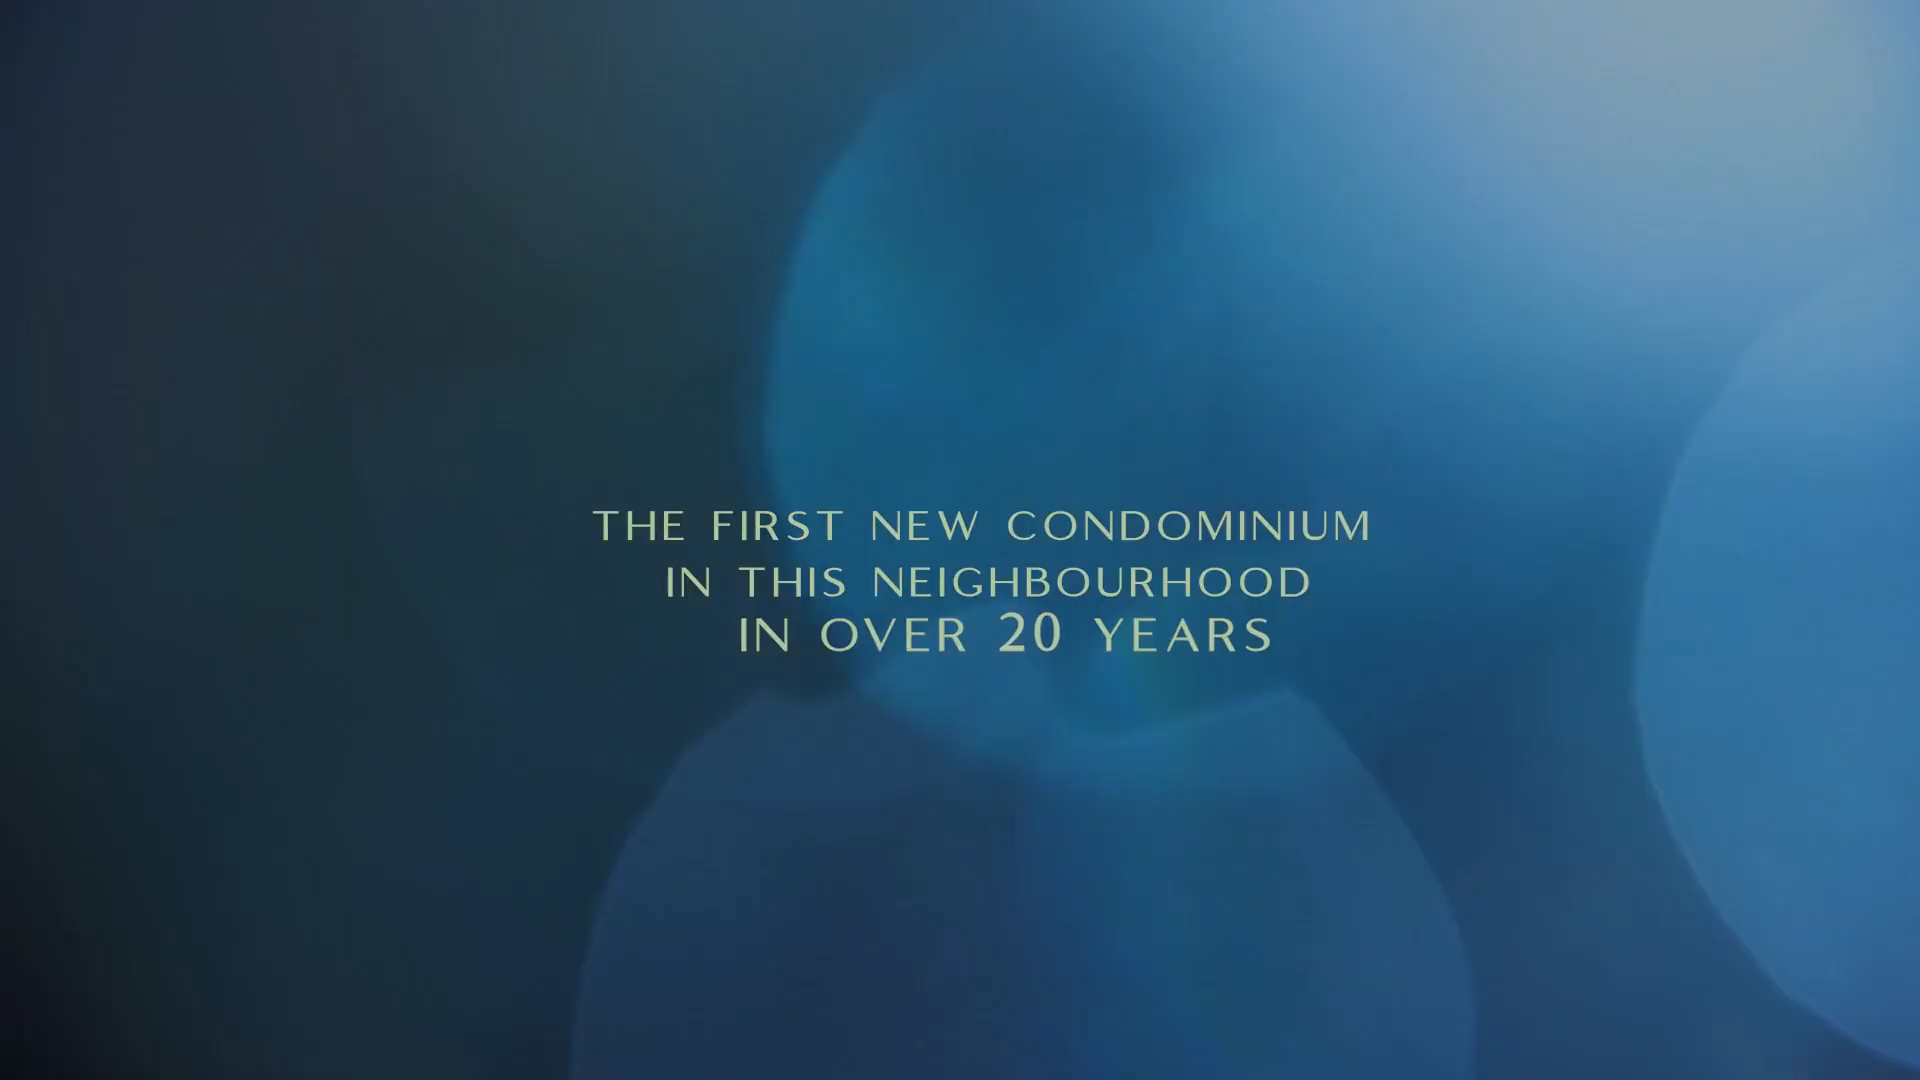 THE FIRST NEW CONDOMINIUM
IN THIS NEIGHBOURHOOD
IN OVER 20 YEARS